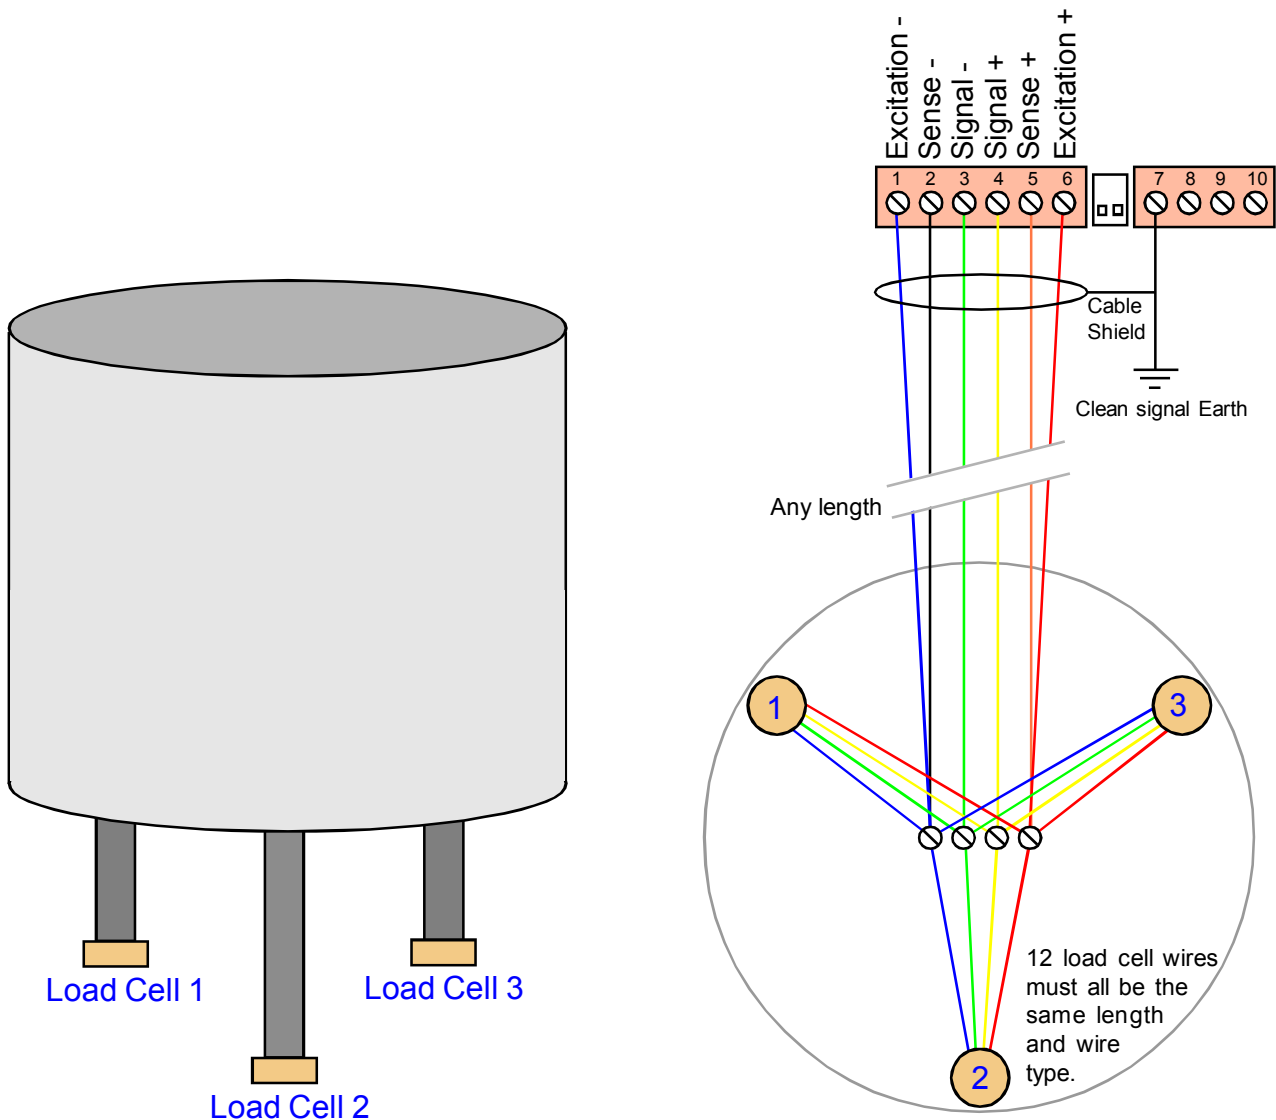 Excitation -
Sense -
Signal -
Signal +
Sense +
Excitation +
1 2 3 4 5 6 7 8 9 10
Cable
Shield
Clean signal Earth
Any length
1
3
2
12 load cell wires
must all be the
same length
and wire
type.
Load Cell 1
Load Cell 3
Load Cell 2